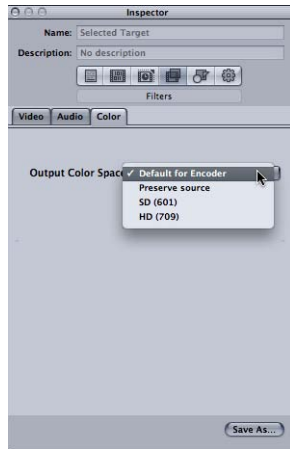 Inspector
Name: Selected Target
Description: No description
Filters
Video Audio Color
Output Color Space ✓ Default for Encoder
Preserve source
SD (601)
HD (709)
Save As...